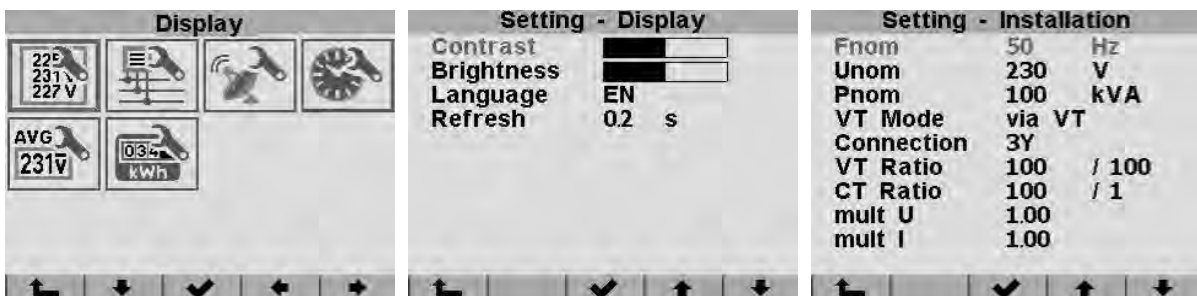 Display
225
231 V
227 V
AVG
231V
034
kWh
Setting - Display
Contrast
Brightness
Language EN
Refresh 0.2 s
Setting - Installation
Fnom 50 Hz
Unom 230 V
Pnom 100 kVA
VT Mode via VT
Connection 3Y
VT Ratio 100 / 100
CT Ratio 100 / 1
mult U 1.00
mult I 1.00